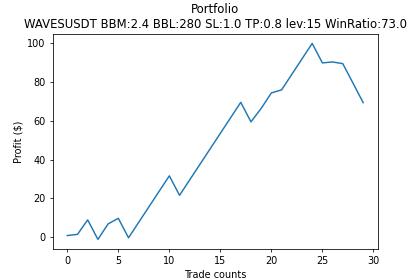 Portfolio
WAVESUSDT BBM:2.4 BBL:280 SL:1.0 TP:0.8 lev:15 WinRatio:73.0
100
80
60
40
20
0
Profit ($)
0 5 10 15 20 25 30
Trade counts